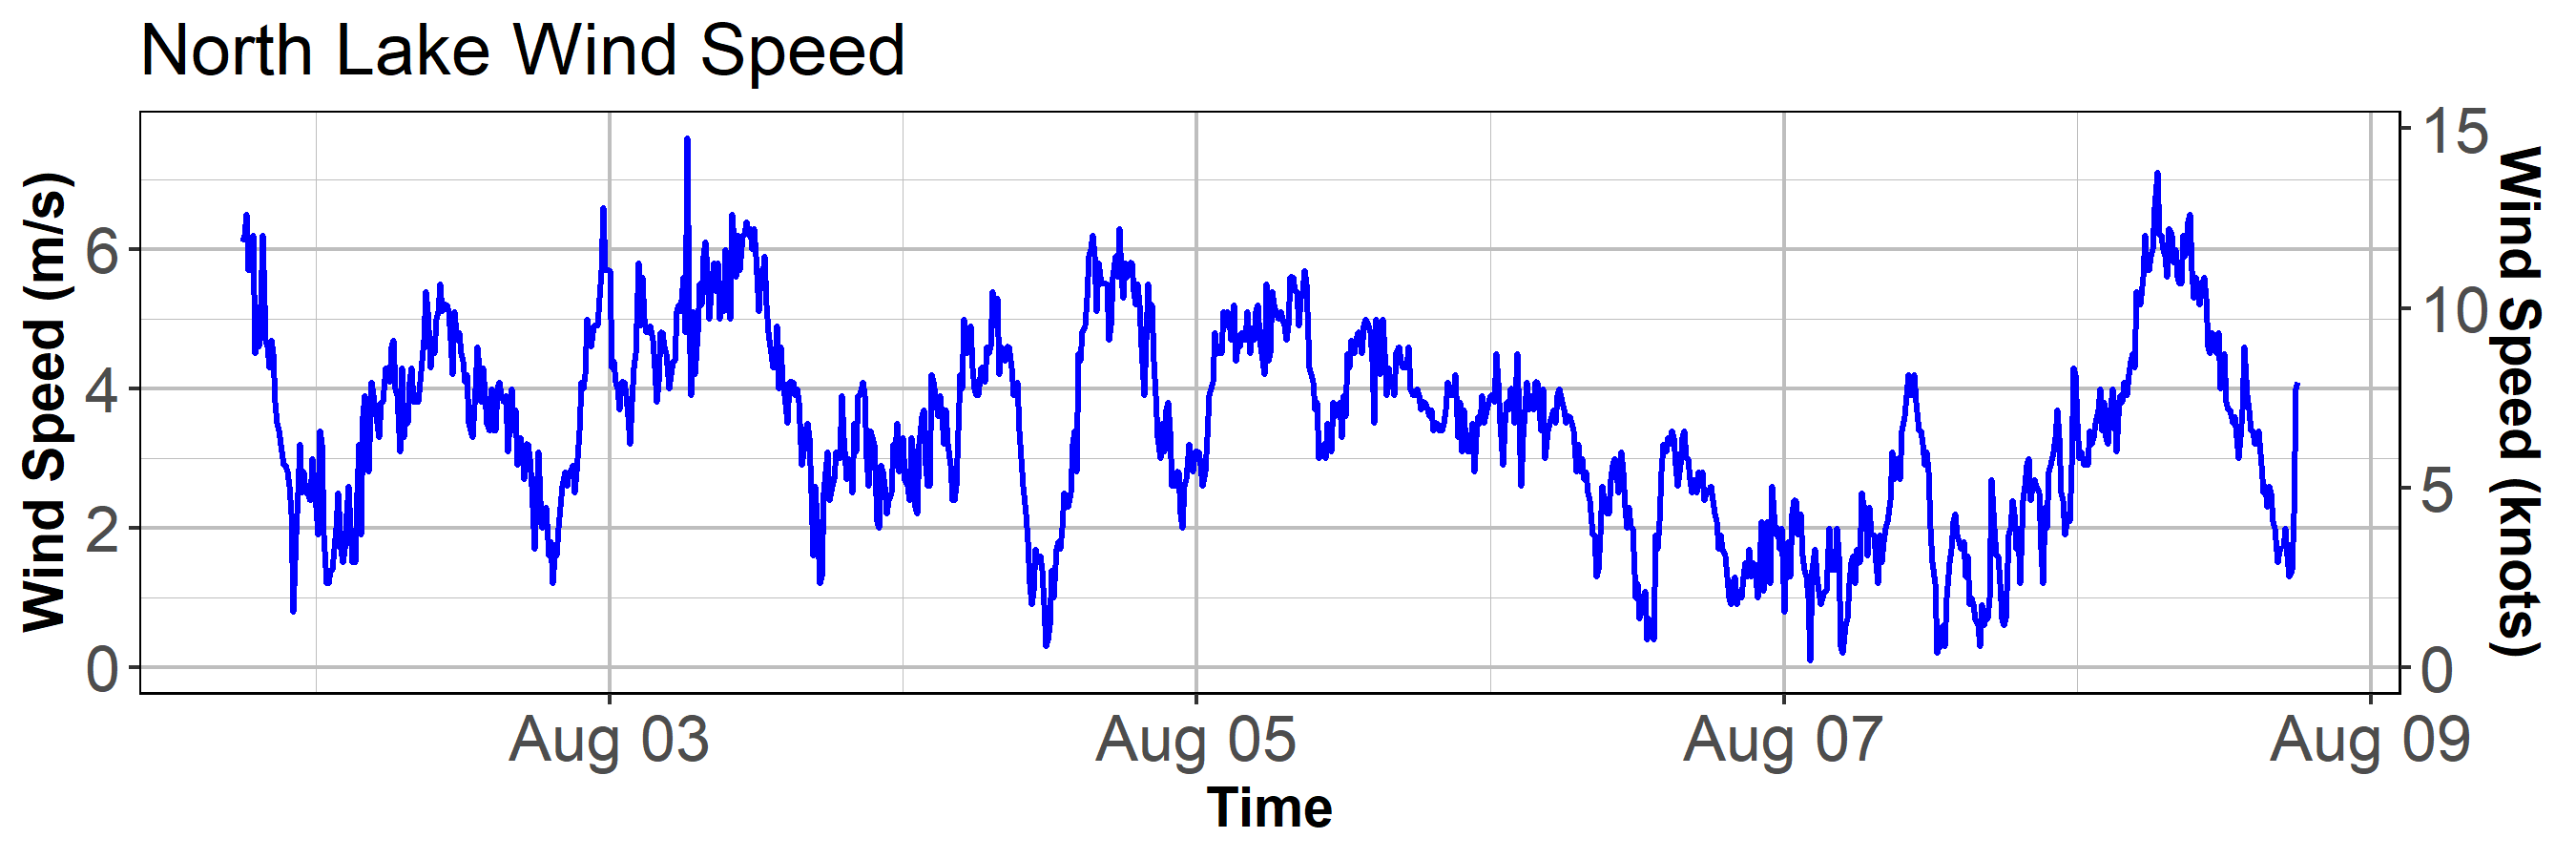 North Lake Wind Speed
Wind Speed (m/s)
6
4
2
0
15
10
5
0
Wind Speed (knots)
Aug 03
Aug 05
Aug 07
Aug 09
Time